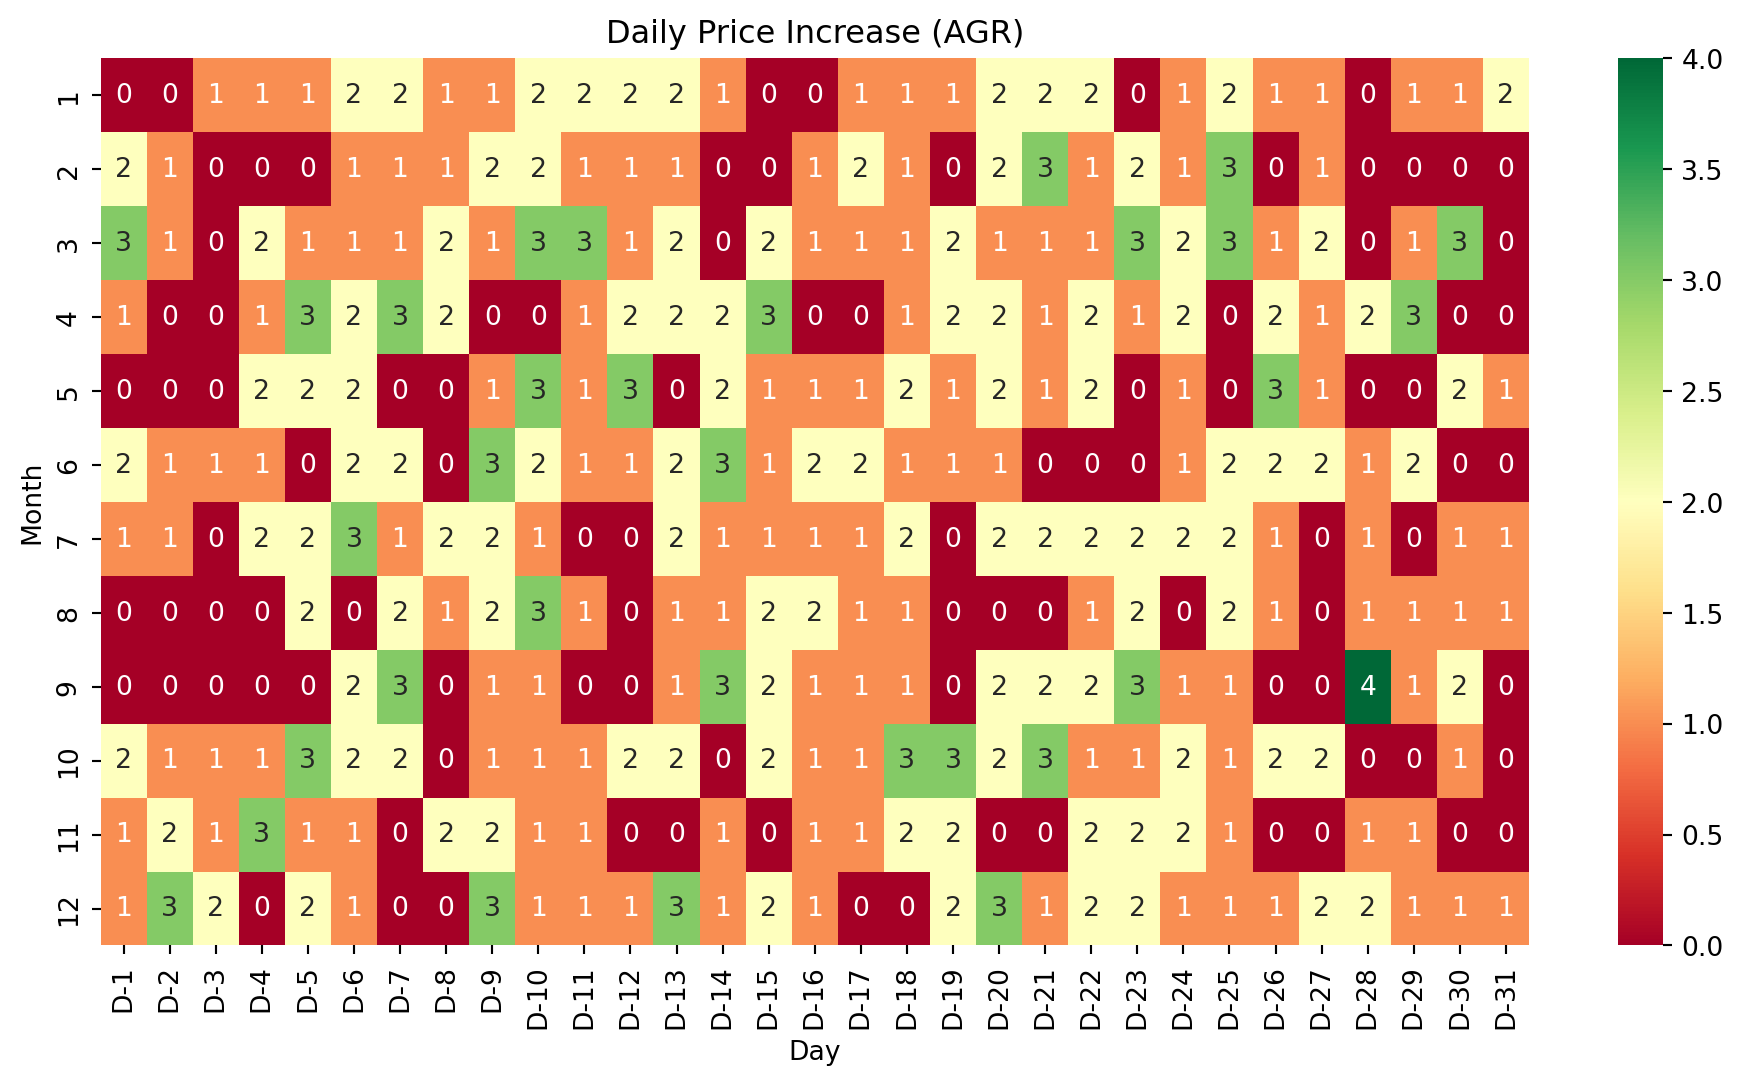 Daily Price Increase (AGR)
1 0 0 1 1 1 2 2 1 1 2 2 2 2 1 0 0 1 1 1 2 2 2 0 1 2 1 1 0 1 1 2
2 2 1 0 0 0 1 1 1 2 2 1 1 1 0 0 1 2 1 0 2 3 1 2 1 3 0 1 0 0 0 0
3 3 1 0 2 1 1 1 2 1 3 3 1 2 0 2 1 1 1 2 1 1 1 3 2 3 1 2 0 1 3 0
4 1 0 0 1 3 2 3 2 0 0 1 2 2 2 3 0 0 1 2 2 1 2 1 2 0 2 1 2 3 0 0
5 0 0 0 2 2 2 0 0 1 3 1 3 0 2 1 1 1 2 1 2 1 2 0 1 0 3 1 0 0 2 1
6 2 1 1 1 0 2 2 0 3 2 1 1 2 3 1 2 2 1 1 1 0 0 0 1 2 2 2 1 2 0 0
7 1 1 0 2 2 3 1 2 2 1 0 0 2 1 1 1 1 2 0 2 2 2 2 2 2 1 0 1 0 1 1
8 0 0 0 0 2 0 2 1 2 3 1 0 1 1 2 2 1 1 0 0 0 1 2 0 2 1 0 1 1 1 1
9 0 0 0 0 0 2 3 0 1 1 0 0 1 3 2 1 1 1 0 2 2 2 3 1 1 0 0 4 1 2 0
10 2 1 1 1 3 2 2 0 1 1 1 2 2 0 2 1 1 3 3 2 3 1 1 2 1 2 2 0 0 1 0
11 1 2 1 3 1 1 0 2 2 1 1 0 0 1 0 1 1 2 2 0 0 2 2 2 1 0 0 1 1 0 0
12 1 3 2 0 2 1 0 0 3 1 1 1 3 1 2 1 0 0 2 3 1 2 2 1 1 1 2 2 1 1 1
D-1 D-2 D-3 D-4 D-5 D-6 D-7 D-8 D-9 D-10 D-11 D-12 D-13 D-14 D-15 D-16 D-17 D-18 D-19 D-20 D-21 D-22 D-23 D-24 D-25 D-26 D-27 D-28 D-29 D-30 D-31
Day
Month
4.0
3.5
3.0
2.5
2.0
1.5
1.0
0.5
0.0